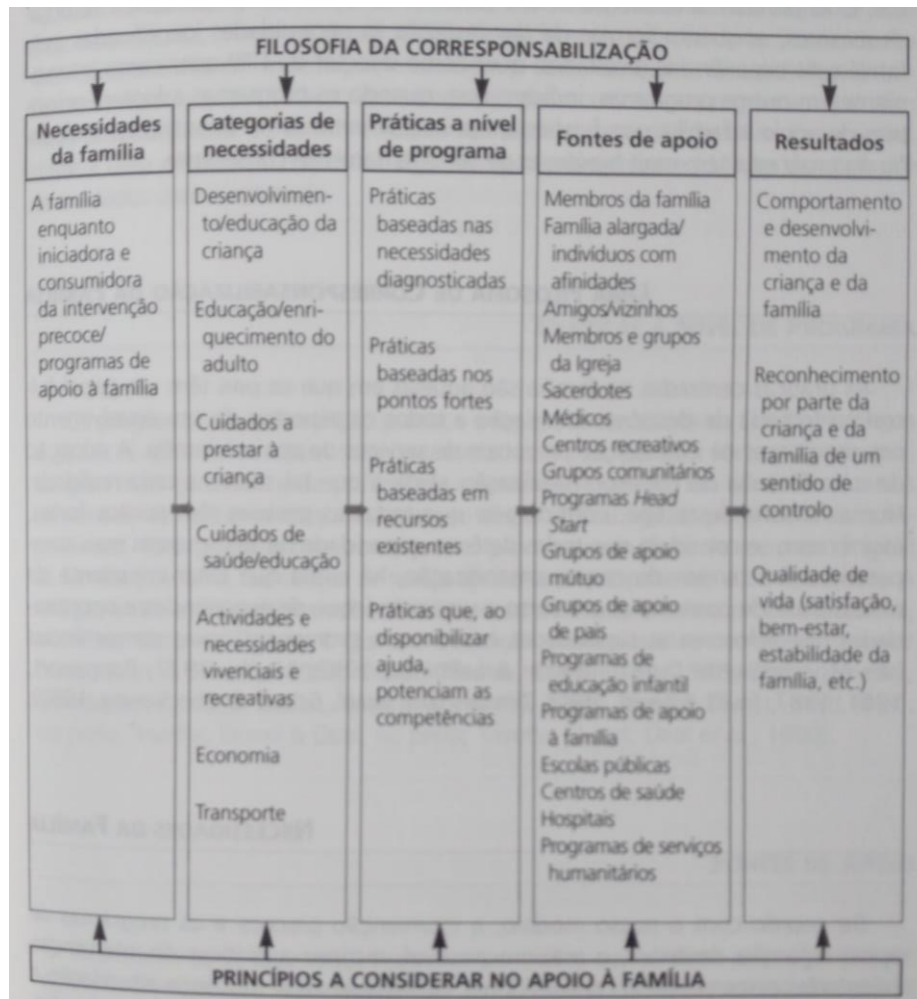 FILOSOFIA DA CORRESPONSABILIZAÇÃO
Necessidades
da família
A família
enquanto
iniciadora e
consumidora
da intervenção
precoce/
programas de
apoio à família
Categorias de
necessidades
Desenvolvimen-
to/educação da
criança
Educação/enri-
quecimento do
adulto
Cuidados a
prestar à
criança
Cuidados de
saúde/educação
Actividades e
necessidades
vivenciais e
recreativas
Economia
Transporte
Práticas a nível
de programa
Práticas
baseadas nas
necessidades
diagnosticadas
Práticas
baseadas nos
pontos fortes
Práticas
baseadas em
recursos
existentes
Práticas que, ao
disponibilizar
ajuda,
potenciam as
competências
Fontes de apoio
Membros da família
Família alargada/
indivíduos com
afinidades
Amigos/vizinhos
Membros e grupos
da Igreja
Sacerdotes
Médicos
Centros recreativos
Grupos comunitários
Programas Head
Start
Grupos de apoio
mútuo
Grupos de apoio
de pais
Programas de
educação infantil
Programas de apoio
à família
Escolas públicas
Centros de saúde
Hospitais
Programas de serviços
humanitários
Resultados
Comportamento
e desenvolvi-
mento da
criança e da
família
Reconhecimento
por parte da
criança e da
família de um
sentido de
controlo
Qualidade de
vida (satisfação,
bem-estar,
estabilidade da
família, etc.)
PRINCÍPIOS A CONSIDERAR NO APOIO À FAMÍLIA